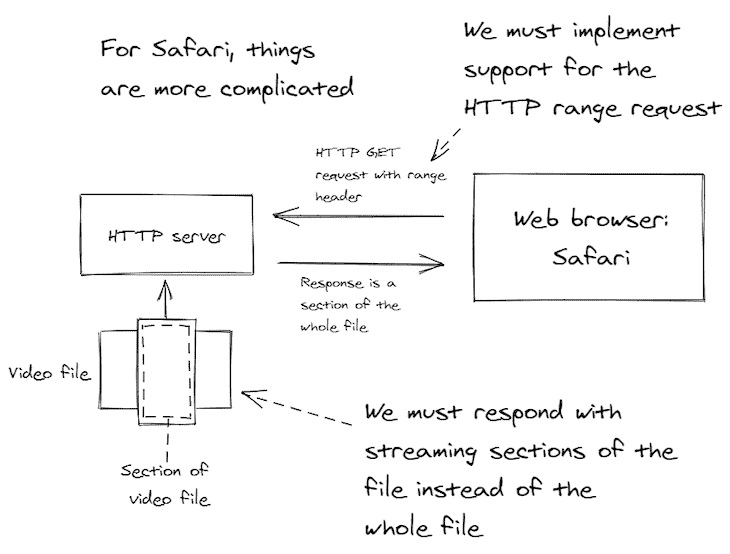 For Safari, things
are more complicated
We must implement
support for the
HTTP range request
HTTP GET
request with range
header
HTTP server
Web browser:
Safari
Response is a
section of the
whole file
Video file
Section of
video file
We must respond with
streaming sections of the
file instead of the
whole file